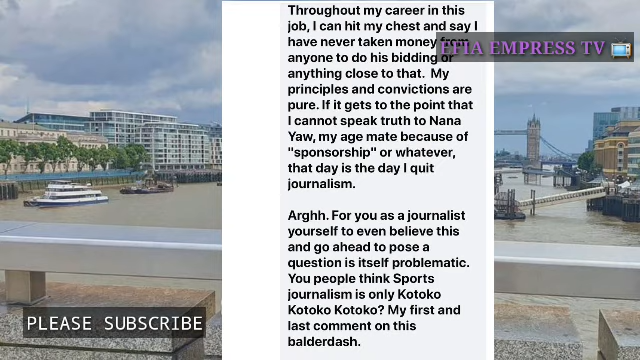 Throughout my career in this
job, I can hit my chest and say I
have never taken money from
anyone to do his bidding or
anything close to that. My
principles and convictions are
pure. If it gets to the point that
I cannot speak truth to Nana
Yaw, my age mate because of
"sponsorship" or whatever,
that day is the day I quit
journalism.
Arghh. For you as a journalist
yourself to even believe this
and go ahead to pose a
question is itself problematic.
You people think Sports
journalism is only Kotoko
Kotoko Kotoko? My first and
last comment on this
balderdash.
EFIA EMPRESS TV
PLEASE SUBSCRIBE